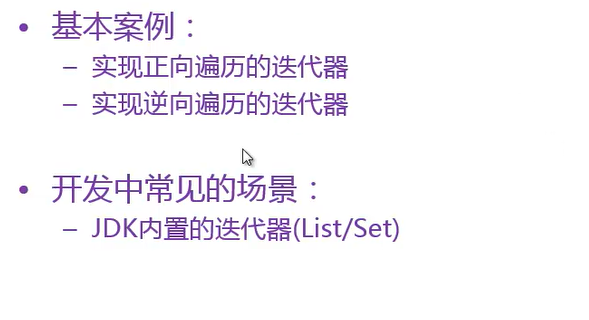 • 基本案例：
– 实现正向遍历的迭代器
– 实现逆向遍历的迭代器
• 开发中常见的场景：
– JDK内置的迭代器(List/Set)